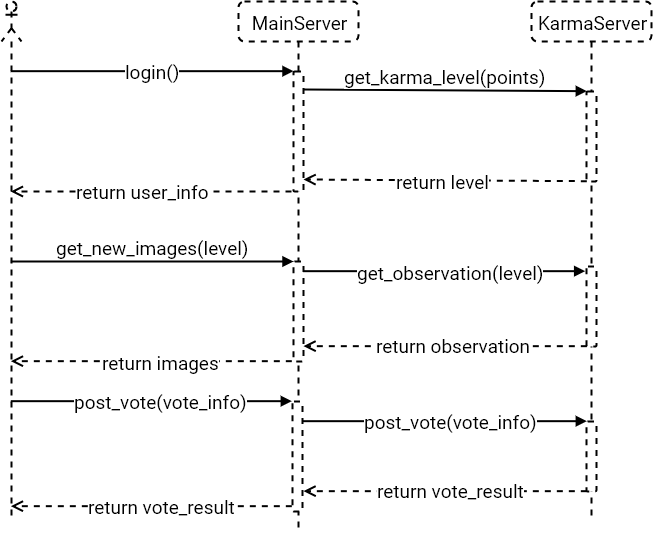 MainServer
KarmaServer
login()
get_karma_level(points)
return level
return user_info
get_new_images(level)
get_observation(level)
return observation
return images
post_vote(vote_info)
post_vote(vote_info)
return vote_result
return vote_result